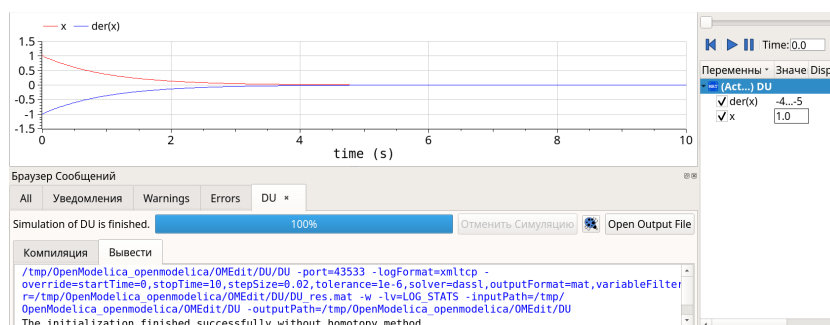 x der(x)
1.5
1
0.5
0
-0.5
-1
-1.5
0 2 4 6 8 10
time (s)
Time: 0.0
Переменны Значе Disp
(Act...) DU
der(x) -4...-5
x 1.0
Браузер Сообщений
All Уведомления Warnings Errors DU ×
Simulation of DU is finished. 100% Отменить Симуляцию Open Output File
Компиляция Вывести
/tmp/OpenModelica_openmodelica/OMEdit/DU/DU -port=43533 -logFormat=xmltcp -
override=startTime=0,stopTime=10,stepSize=0.02,tolerance=1e-6,solver=dassl,outputFormat=mat,variableFilter
r=/tmp/OpenModelica_openmodelica/OMEdit/DU/DU_res.mat -w -lv=LOG_STATS -inputPath=/tmp/
OpenModelica_openmodelica/OMEdit/DU -outputPath=/tmp/OpenModelica_openmodelica/OMEdit/DU
The initialization finished successfully without homotopy method.